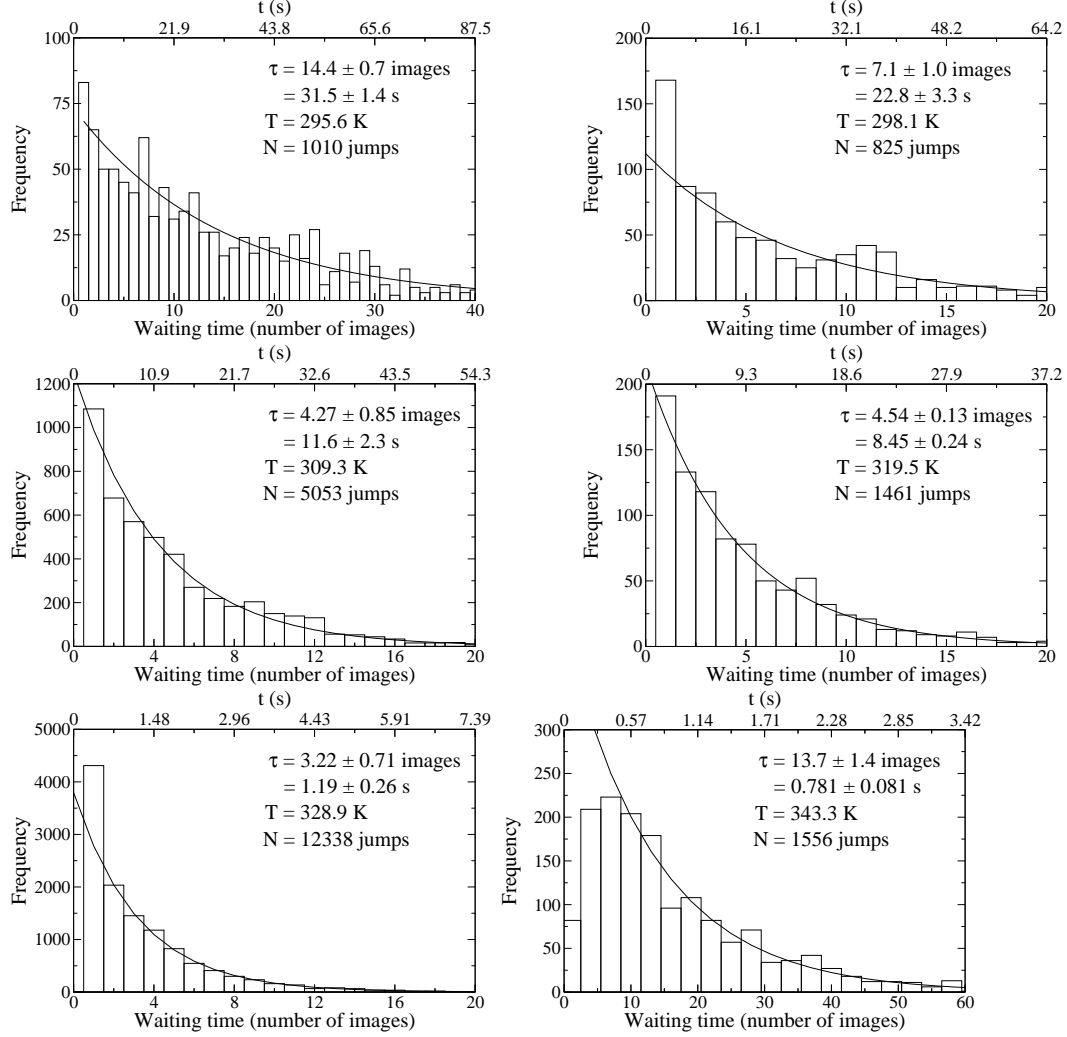 t (s)
0 21.9 43.8 65.6 87.5
100
75
50
25
0
Frequency
τ = 14.4 ± 0.7 images
= 31.5 ± 1.4 s
T = 295.6 K
N = 1010 jumps
0 10 20 30 40
Waiting time (number of images)
t (s)
0 16.1 32.1 48.2 64.2
200
150
100
50
0
Frequency
τ = 7.1 ± 1.0 images
= 22.8 ± 3.3 s
T = 298.1 K
N = 825 jumps
0 5 10 15 20
Waiting time (number of images)
t (s)
0 10.9 21.7 32.6 43.5 54.3
1200
1000
800
600
400
200
0
Frequency
τ = 4.27 ± 0.85 images
= 11.6 ± 2.3 s
T = 309.3 K
N = 5053 jumps
0 4 8 12 16 20
Waiting time (number of images)
t (s)
0 9.3 18.6 27.9 37.2
200
150
100
50
0
Frequency
τ = 4.54 ± 0.13 images
= 8.45 ± 0.24 s
T = 319.5 K
N = 1461 jumps
0 5 10 15 20
Waiting time (number of images)
t (s)
0 1.48 2.96 4.43 5.91 7.39
5000
4000
3000
2000
1000
0
Frequency
τ = 3.22 ± 0.71 images
= 1.19 ± 0.26 s
T = 328.9 K
N = 12338 jumps
0 4 8 12 16 20
Waiting time (number of images)
t (s)
0 0.57 1.14 1.71 2.28 2.85 3.42
300
250
200
150
100
50
0
Frequency
τ = 13.7 ± 1.4 images
= 0.781 ± 0.081 s
T = 343.3 K
N = 1556 jumps
0 10 20 30 40 50 60
Waiting time (number of images)